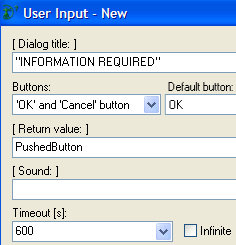 User Input - New
[ Dialog title: ]
"INFORMATION REQUIRED"
Buttons: Default button:
'OK' and 'Cancel' button OK
[ Return value: ]
PushedButton
[ Sound: ]
Timeout [s]:
600 Infinite